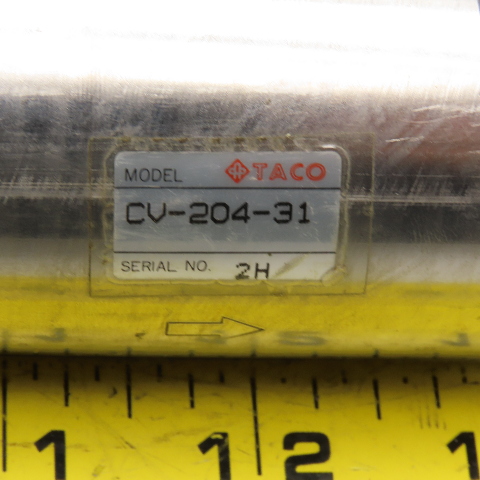 MODEL TACO
CV-204-31
SERIAL NO. 2H
1 1 2 1